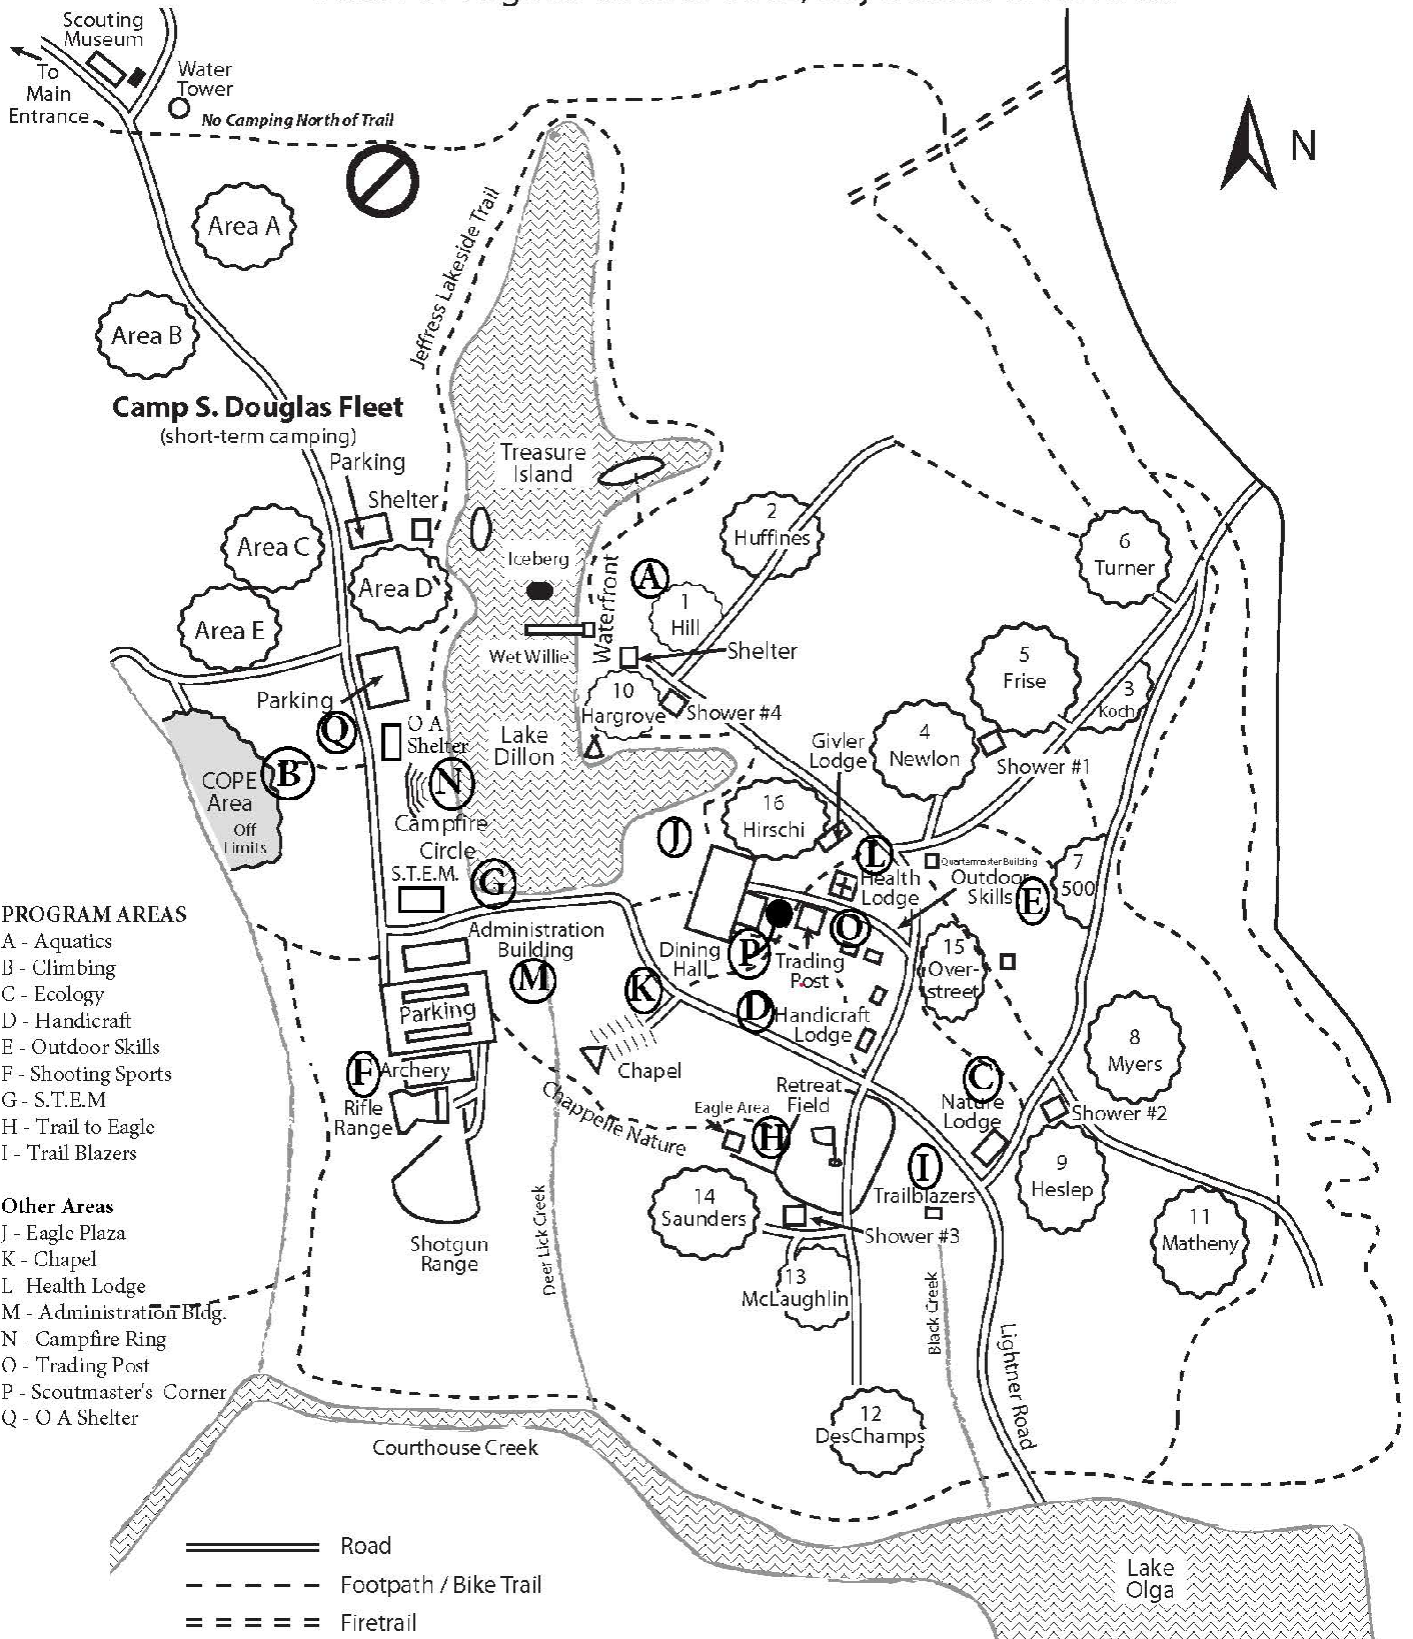 Scouting
Museum
To
Main
Entrance
Water
Tower
No Camping North of Trail
N
Area A
Jeffress Lakeside Trail
Area B
Camp S. Douglas Fleet
(short-term camping)
Parking
Shelter
Treasure
Island
2
Huffines
6
Turner
Area C
Area D
Iceberg
Waterfront
A
1
Hill
Area E
Wet Willie
Shelter
5
Frise
3
Koch
Parking
10
Hargrove
Shower #4
Q
O A
Shelter
Lake
Dillon
Givler
Lodge
4
Newlon
Shower #1
COPE
Area
Off
Limits
B
N
Campfire
Circle
16
Hirschi
J
L
Health
Lodge
Quartermaster Building
Outdoor
Skills
E
7
500
S.T.E.M.
G
PROGRAM AREAS
A - Aquatics
B - Climbing
C - Ecology
D - Handicraft
E - Outdoor Skills
F - Shooting Sports
G - S.T.E.M
H - Trail to Eagle
I - Trail Blazers
Other Areas
J - Eagle Plaza
K - Chapel
L Health Lodge
M - Administration Bldg.
N - Campfire Ring
O - Trading Post
P - Scoutmaster's Corner
Q - O A Shelter
Administration
Building
M
Dining
Hall
P
O
Trading
Post
15
Over-
street
Parking
K
D
Handicraft
Lodge
8
Myers
F
Archery
Rifle
Range
Chapel
Chappelle Nature
Retreat
Field
Eagle Area
H
C
Nature
Lodge
Shower #2
I
Trailblazers
9
Heslep
14
Saunders
Shower #3
11
Matheny
Shotgun
Range
Deer Lick Creek
13
McLaughlin
Black Creek
Lightner Road
12
DesChamps
Courthouse Creek
Road
Footpath / Bike Trail
Firetrail
Lake
Olga